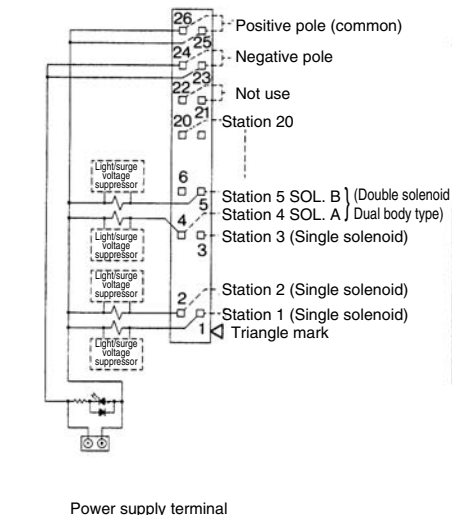 26
Positive pole (common)
25
24
Negative pole
23
22
Not use
21
20
Station 20
Light/surge
voltage
suppressor
6
5
Station 5 SOL. B
(Double solenoid
4
Station 4 SOL. A
Dual body type)
Light/surge
voltage
suppressor
3
Station 3 (Single solenoid)
Light/surge
voltage
suppressor
2
Station 2 (Single solenoid)
Station 1 (Single solenoid)
1
Triangle mark
Light/surge
voltage
suppressor
Power supply terminal